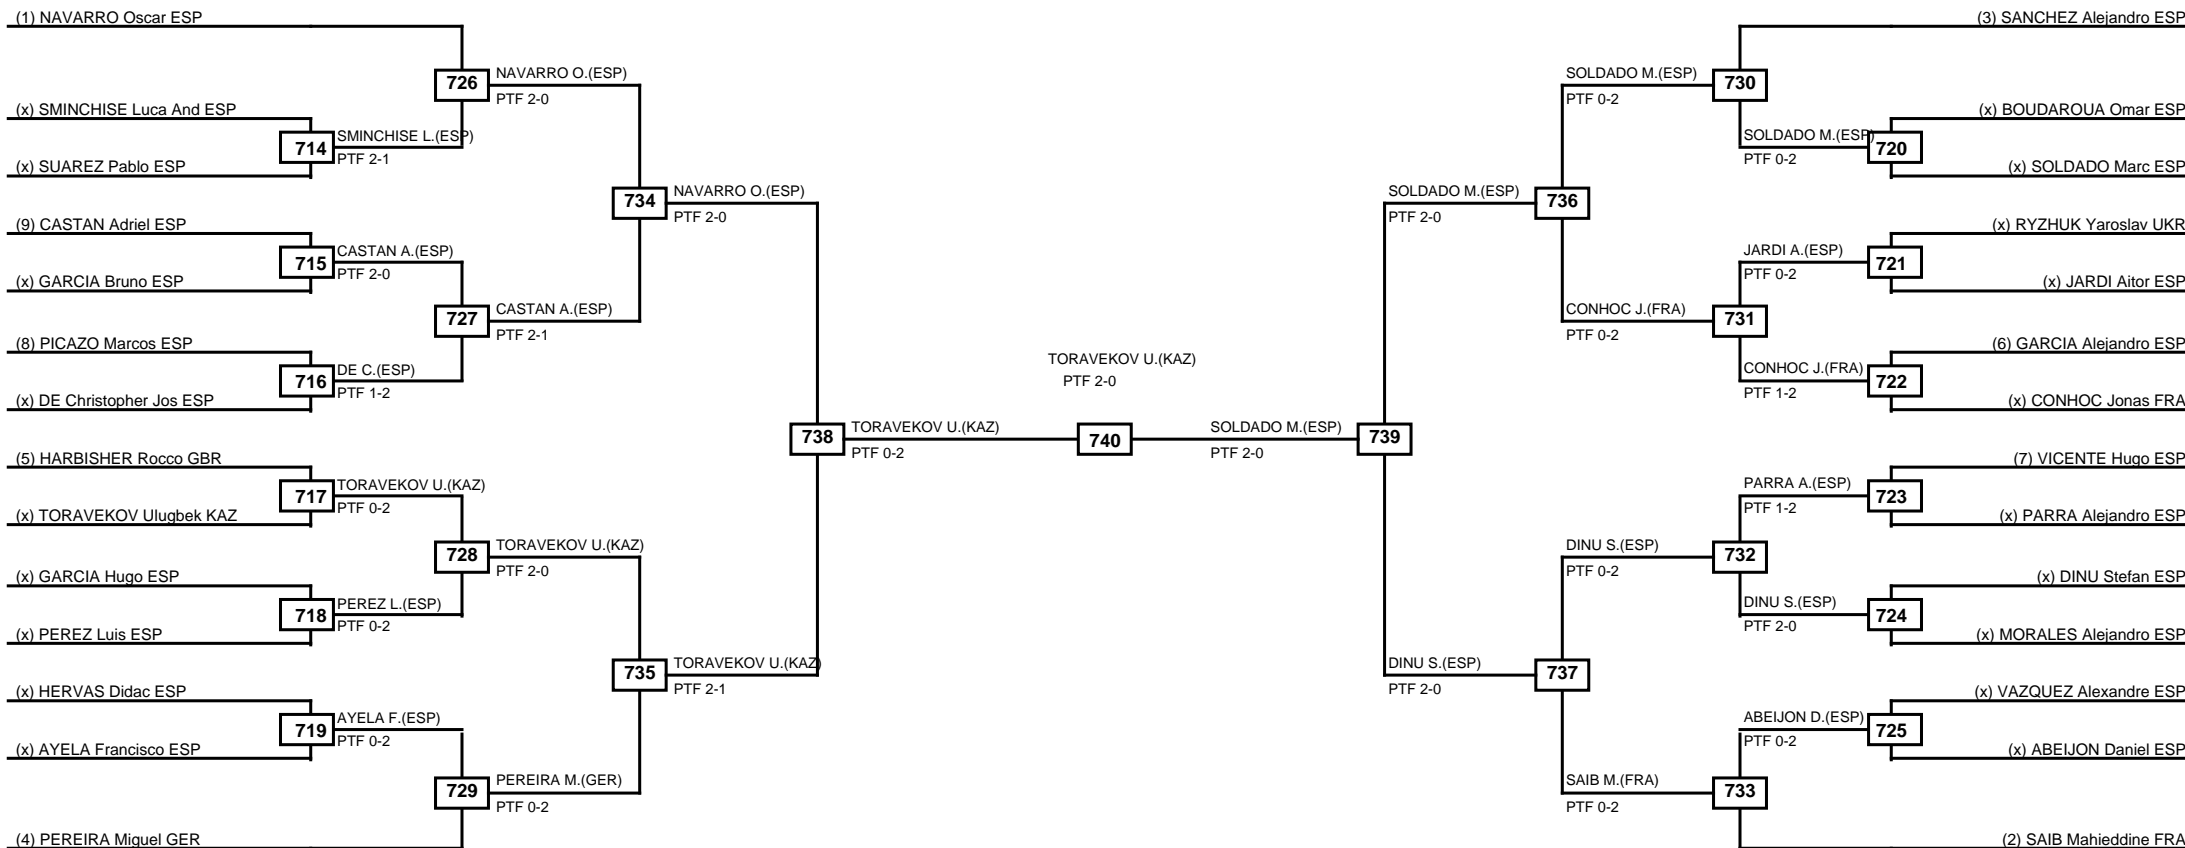 (1) NAVARRO Oscar ESP
726
NAVARRO O.(ESP)
PTF 2-0
(x) SMINCHISE Luca And ESP
714
SMINCHISE L.(ESP)
PTF 2-1
(x) SUAREZ Pablo ESP
734
NAVARRO O.(ESP)
PTF 2-0
(9) CASTAN Adriel ESP
715
CASTAN A.(ESP)
PTF 2-0
(x) GARCIA Bruno ESP
727
CASTAN A.(ESP)
PTF 2-1
(8) PICAZO Marcos ESP
716
DE C.(ESP)
PTF 1-2
(x) DE Christopher Jos ESP
738
TORAVEKOV U.(KAZ)
PTF 0-2
(5) HARBISHER Rocco GBR
717
TORAVEKOV U.(KAZ)
PTF 0-2
(x) TORAVEKOV Ulugbek KAZ
728
TORAVEKOV U.(KAZ)
PTF 2-0
(x) GARCIA Hugo ESP
718
PEREZ L.(ESP)
PTF 0-2
(x) PEREZ Luis ESP
735
TORAVEKOV U.(KAZ)
PTF 2-1
(x) HERVAS Didac ESP
719
AYELA F.(ESP)
PTF 0-2
(x) AYELA Francisco ESP
729
PEREIRA M.(GER)
PTF 0-2
(4) PEREIRA Miguel GER
TORAVEKOV U.(KAZ)
PTF 2-0
740
(3) SANCHEZ Alejandro ESP
SOLDADO M.(ESP)
730
PTF 0-2
(x) BOUDAROUA Omar ESP
SOLDADO M.(ESP)
720
PTF 0-2
(x) SOLDADO Marc ESP
SOLDADO M.(ESP)
736
PTF 2-0
(x) RYZHUK Yaroslav UKR
JARDI A.(ESP)
721
PTF 0-2
(x) JARDI Aitor ESP
CONHOC J.(FRA)
731
PTF 0-2
(6) GARCIA Alejandro ESP
CONHOC J.(FRA)
722
PTF 1-2
(x) CONHOC Jonas FRA
SOLDADO M.(ESP)
739
PTF 2-0
(7) VICENTE Hugo ESP
PARRA A.(ESP)
723
PTF 1-2
(x) PARRA Alejandro ESP
DINU S.(ESP)
732
PTF 0-2
(x) DINU Stefan ESP
DINU S.(ESP)
724
PTF 2-0
(x) MORALES Alejandro ESP
DINU S.(ESP)
737
PTF 2-0
(x) VAZQUEZ Alexandre ESP
ABEIJON D.(ESP)
725
PTF 0-2
(x) ABEIJON Daniel ESP
SAIB M.(FRA)
733
PTF 0-2
(2) SAIB Mahieddine FRA